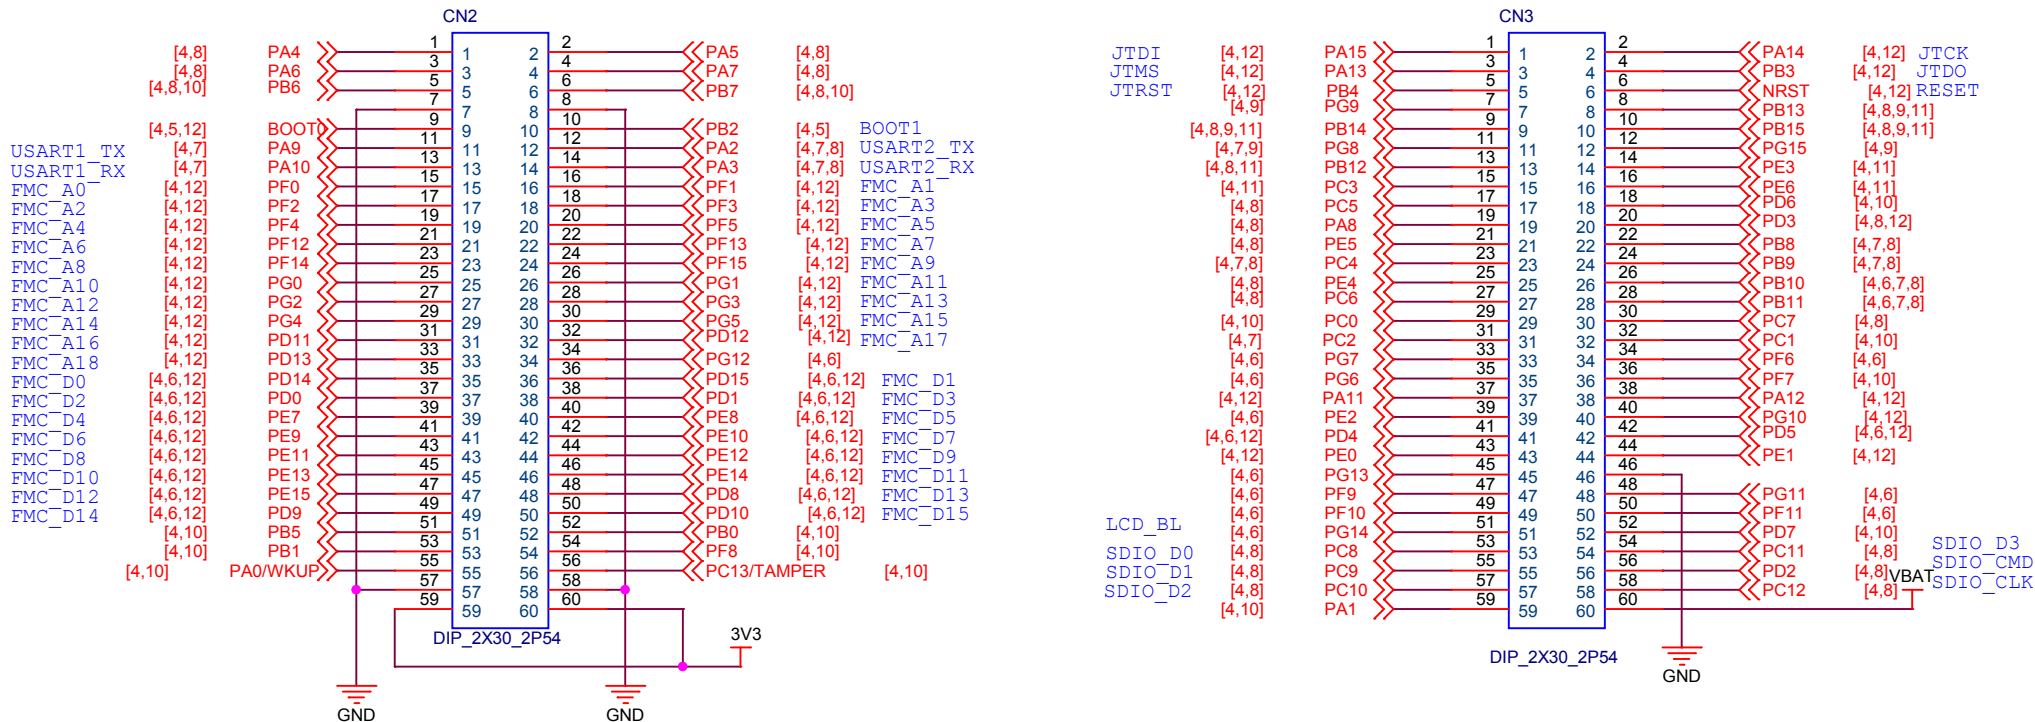 CN2
[4,8] PA4 1 1 2 2 PA5 [4,8]
[4,8] PA6 3 3 4 4 PA7 [4,8]
[4,8,10] PB6 5 5 6 6 PB7 [4,8,10]
7 7 8 8
[4,5,12] BOOT0 9 9 10 10 PB2 [4,5] BOOT1
USART1_TX [4,7] PA9 11 11 12 12 PA2 [4,7,8] USART2_TX
USART1_RX [4,7] PA10 13 13 14 14 PA3 [4,7,8] USART2_RX
FMC_A0 [4,12] PF0 15 15 16 16 PF1 [4,12] FMC_A1
FMC_A2 [4,12] PF2 17 17 18 18 PF3 [4,12] FMC_A3
FMC_A4 [4,12] PF4 19 19 20 20 PF5 [4,12] FMC_A5
FMC_A6 [4,12] PF12 21 21 22 22 PF13 [4,12] FMC_A7
FMC_A8 [4,12] PF14 23 23 24 24 PF15 [4,12] FMC_A9
FMC_A10 [4,12] PG0 25 25 26 26 PG1 [4,12] FMC_A11
FMC_A12 [4,12] PG2 27 27 28 28 PG3 [4,12] FMC_A13
FMC_A14 [4,12] PG4 29 29 30 30 PG5 [4,12] FMC_A15
FMC_A16 [4,12] PD11 31 31 32 32 PD12 [4,12] FMC_A17
FMC_A18 [4,12] PD13 33 33 34 34 PG12 [4,6]
FMC_D0 [4,6,12] PD14 35 35 36 36 PD15 [4,6,12] FMC_D1
FMC_D2 [4,6,12] PD0 37 37 38 38 PD1 [4,6,12] FMC_D3
FMC_D4 [4,6,12] PE7 39 39 40 40 PE8 [4,6,12] FMC_D5
FMC_D6 [4,6,12] PE9 41 41 42 42 PE10 [4,6,12] FMC_D7
FMC_D8 [4,6,12] PE11 43 43 44 44 PE12 [4,6,12] FMC_D9
FMC_D10 [4,6,12] PE13 45 45 46 46 PE14 [4,6,12] FMC_D11
FMC_D12 [4,6,12] PE15 47 47 48 48 PD8 [4,6,12] FMC_D13
FMC_D14 [4,6,12] PD9 49 49 50 50 PD10 [4,6,12] FMC_D15
[4,10] PB5 51 51 52 52 PB0 [4,10]
[4,10] PB1 53 53 54 54 PF8 [4,10]
[4,10] PA0/WKUP 55 55 56 56 PC13/TAMPER [4,10]
57 57 58 58
59 59 60 60
DIP_2X30_2P54
3V3
GND GND
CN3
JTDI [4,12] PA15 1 1 2 2 PA14 [4,12] JTCK
JTMS [4,12] PA13 3 3 4 4 PB3 [4,12] JTDO
JTRST [4,12] PB4 5 5 6 6 NRST [4,12] RESET
[4,9] PG9 7 7 8 8 PB13 [4,8,9,11]
[4,8,9,11] PB14 9 9 10 10 PB15 [4,8,9,11]
[4,7,9] PG8 11 11 12 12 PG15 [4,9]
[4,8,11] PB12 13 13 14 14 PE3 [4,11]
[4,11] PC3 15 15 16 16 PE6 [4,11]
[4,8] PC5 17 17 18 18 PD6 [4,10]
[4,8] PA8 19 19 20 20 PD3 [4,8,12]
[4,8] PE5 21 21 22 22 PB8 [4,7,8]
[4,7,8] PC4 23 23 24 24 PB9 [4,7,8]
[4,8] PE4 25 25 26 26 PB10 [4,6,7,8]
[4,8] PC6 27 27 28 28 PB11 [4,6,7,8]
[4,10] PC0 29 29 30 30 PC7 [4,8]
[4,7] PC2 31 31 32 32 PC1 [4,10]
[4,6] PG7 33 33 34 34 PF6 [4,6]
[4,6] PG6 35 35 36 36 PF7 [4,10]
[4,12] PA11 37 37 38 38 PA12 [4,12]
[4,6] PE2 39 39 40 40 PG10 [4,12]
[4,6,12] PD4 41 41 42 42 PD5 [4,6,12]
[4,12] PE0 43 43 44 44 PE1 [4,12]
[4,6] PG13 45 45 46 46
[4,6] PF9 47 47 48 48 PG11 [4,6]
[4,6] PF10 49 49 50 50 PF11 [4,6]
LCD_BL [4,6] PG14 51 51 52 52 PD7 [4,10]
SDIO_D0 [4,8] PC8 53 53 54 54 PC11 [4,8] SDIO_D3
SDIO_D1 [4,8] PC9 55 55 56 56 PD2 [4,8] SDIO_CMD
SDIO_D2 [4,8] PC10 57 57 58 58 PC12 [4,8] VBAT SDIO_CLK
[4,10] PA1 59 59 60 60
DIP_2X30_2P54
GND